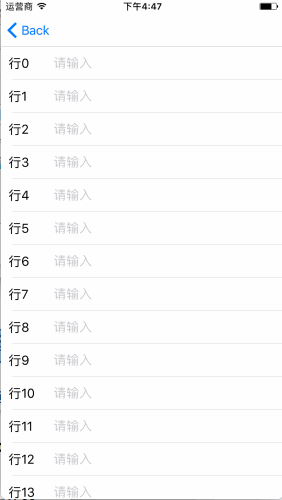 运营商 下午4:47
Back
行0 请输入
行1 请输入
行2 请输入
行3 请输入
行4 请输入
行5 请输入
行6 请输入
行7 请输入
行8 请输入
行9 请输入
行10 请输入
行11 请输入
行12 请输入
行13 请输入